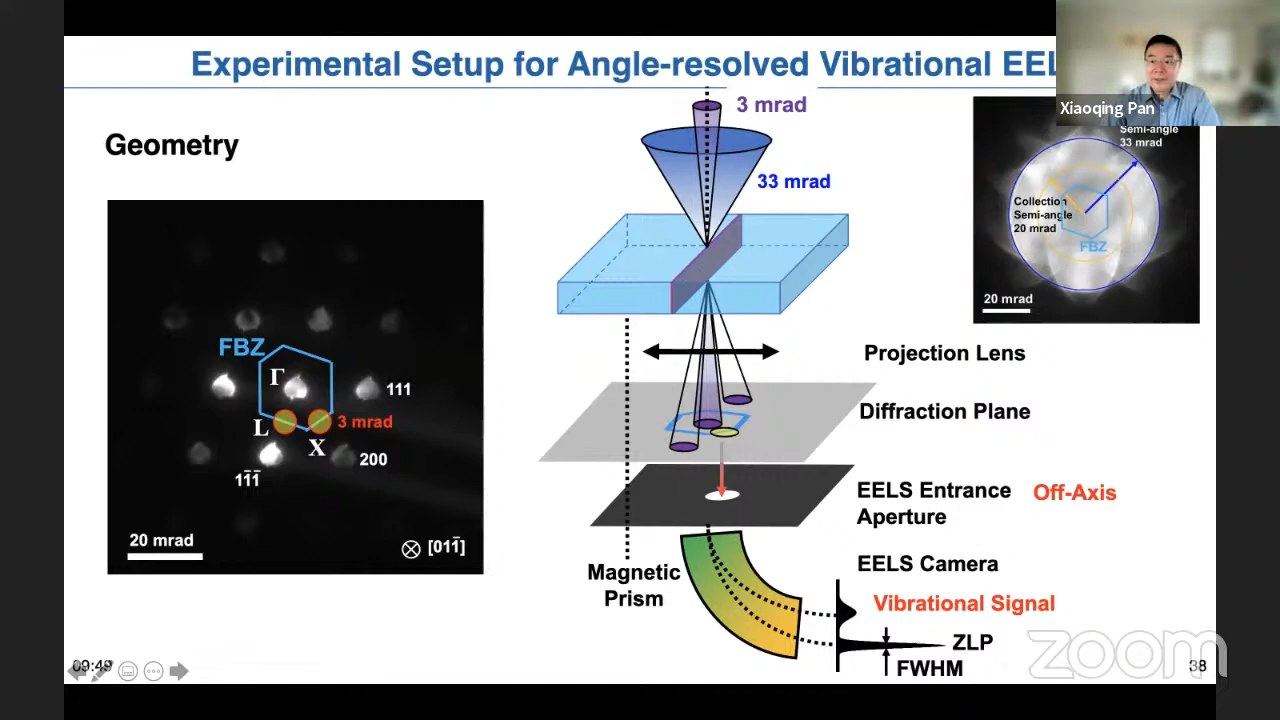 Experimental Setup for Angle-resolved Vibrational EEL
Xiaoqing Pan
Geometry
3 mrad
33 mrad
Semi-angle
33 mrad
Collection
Semi-angle
20 mrad
FBZ
20 mrad
FBZ
Γ
111
L
X
3 mrad
200
11̅1̅
20 mrad
[011̅]
Projection Lens
Diffraction Plane
EELS Entrance
Aperture
Off-Axis
EELS Camera
Magnetic
Prism
Vibrational Signal
ZLP
FWHM
zoom
09:49
38